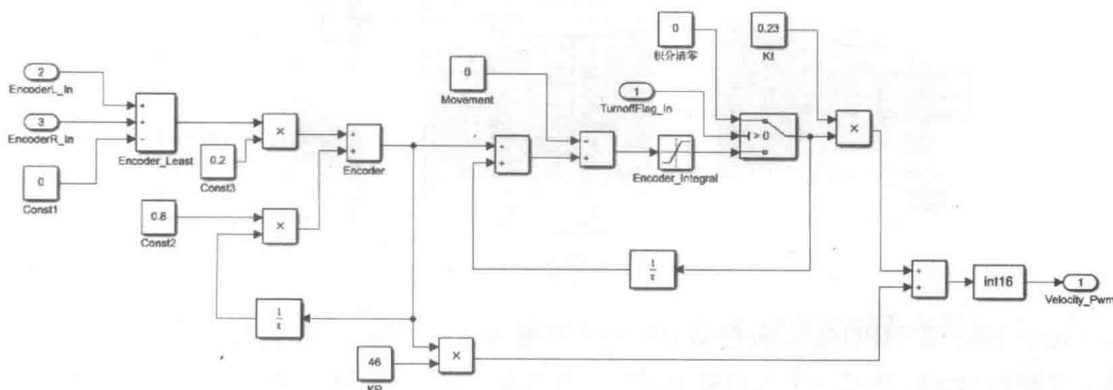 0
积分清零
0.23
KI
0
Movement
1
TurnoffFlag_In
2
EncoderL_In
3
EncoderR_In
+
+
−
Encoder_Least
0
Const1
×
0.2
Const3
+
+
Encoder
0.8
Const2
×
1
z
+
+
−
+
Encoder_Integral
> 0
×
1
z
46
KP
×
+
+
int16
1
Velocity_Pwm